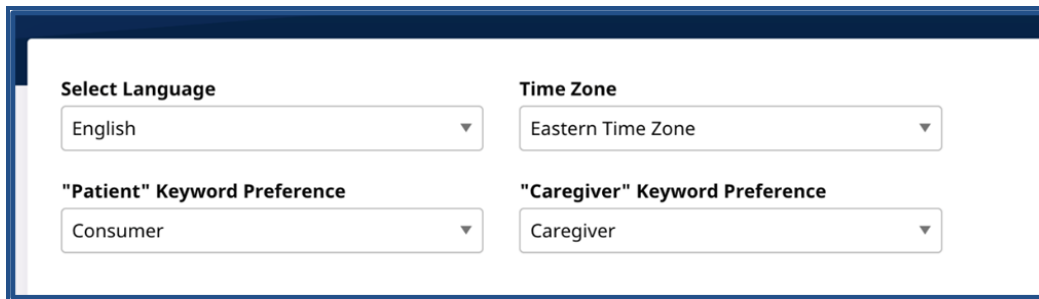 Select Language
Time Zone
English
Eastern Time Zone
"Patient" Keyword Preference
"Caregiver" Keyword Preference
Consumer
Caregiver